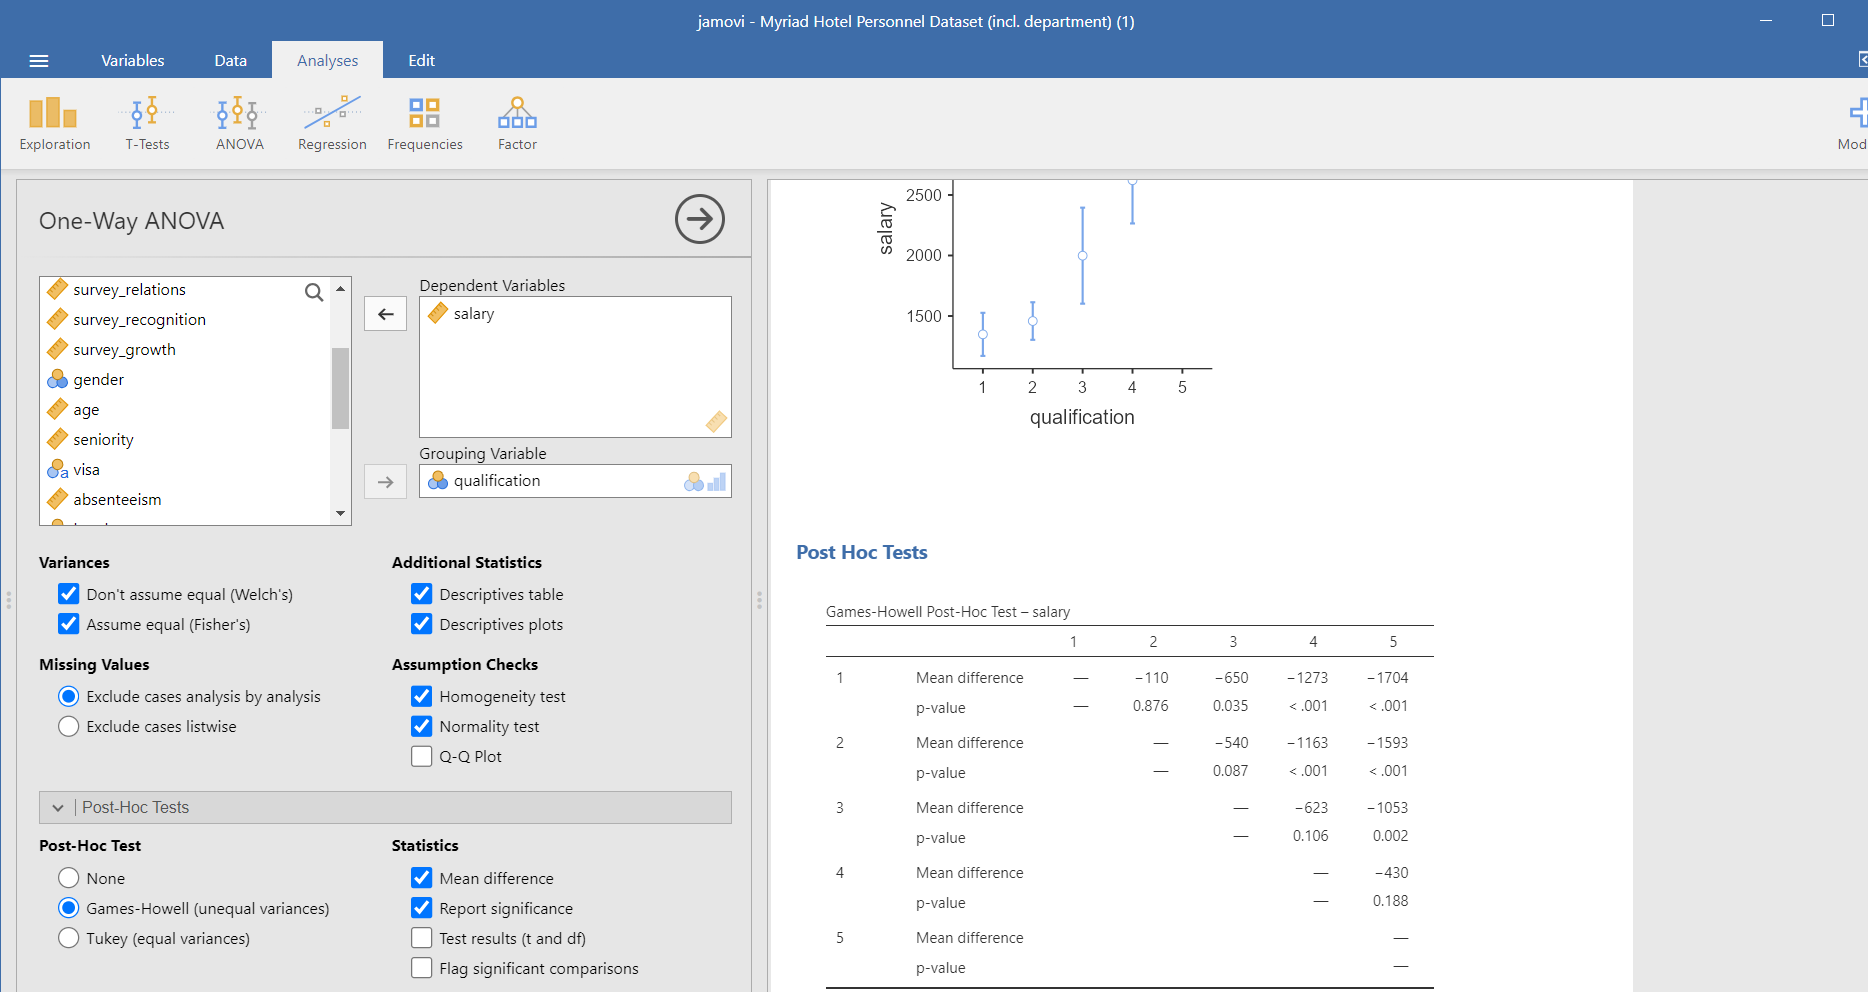 jamovi - Myriad Hotel Personnel Dataset (incl. department) (1)
Variables Data Analyses Edit
Exploration T-Tests ANOVA Regression Frequencies Factor
One-Way ANOVA
survey_relations
survey_recognition
survey_growth
gender
age
seniority
visa
absenteeism
Dependent Variables
salary
Grouping Variable
qualification
Variances
Don't assume equal (Welch's)
Assume equal (Fisher's)
Additional Statistics
Descriptives table
Descriptives plots
Missing Values
Exclude cases analysis by analysis
Exclude cases listwise
Assumption Checks
Homogeneity test
Normality test
Q-Q Plot
Post-Hoc Tests
Post-Hoc Test
None
Games-Howell (unequal variances)
Tukey (equal variances)
Statistics
Mean difference
Report significance
Test results (t and df)
Flag significant comparisons
2500
2000
1500
salary
1 2 3 4 5
qualification
Post Hoc Tests
Games-Howell Post-Hoc Test – salary
1 2 3 4 5
1 Mean difference — −110 −650 −1273 −1704
p-value — 0.876 0.035 < .001 < .001
2 Mean difference — −540 −1163 −1593
p-value — 0.087 < .001 < .001
3 Mean difference — −623 −1053
p-value — 0.106 0.002
4 Mean difference — −430
p-value — 0.188
5 Mean difference —
p-value —